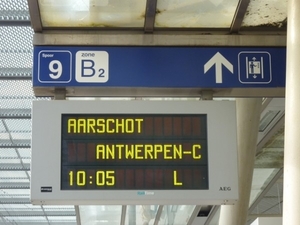 Spoor zone
9 B2
AARSCHOT
ANTWERPEN-C
10:05 L
AEG